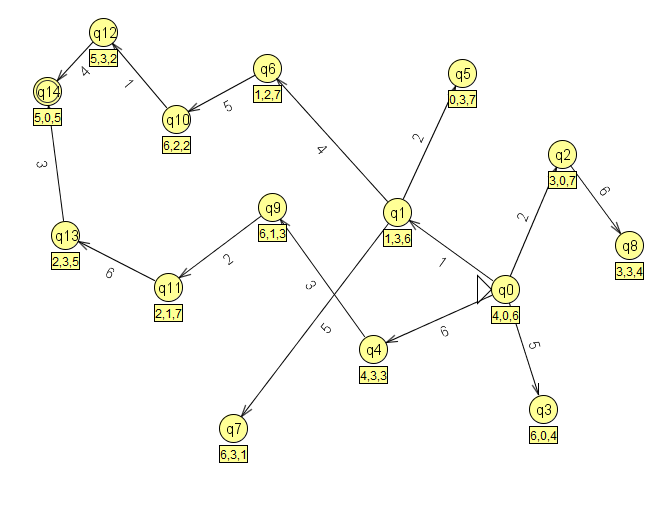 q12
5,3,2
4
q14
5,0,5
1
q6
1,2,7
5
q10
6,2,2
4
q5
0,3,7
2
q2
3,0,7
6
2
q8
3,3,4
3
q13
2,3,5
6
q9
6,1,3
2
q11
2,1,7
3
q1
1,3,6
1
q0
4,0,6
5
6
q4
4,3,3
5
q3
6,0,4
q7
6,3,1